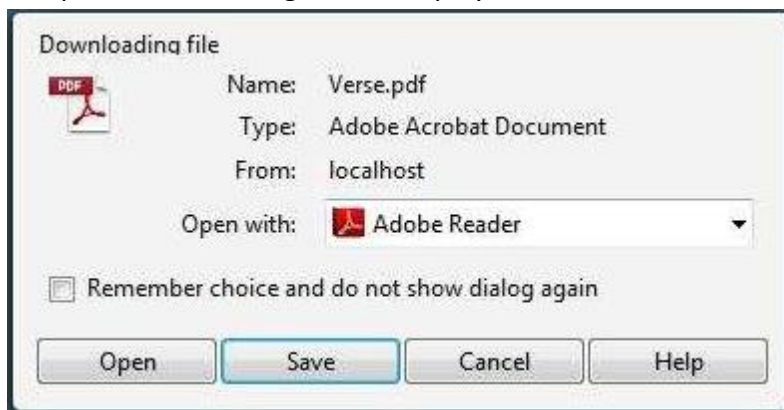 Downloading file
PDF
Name: Verse.pdf
Type: Adobe Acrobat Document
From: localhost
Open with: Adobe Reader
Remember choice and do not show dialog again
Open Save Cancel Help